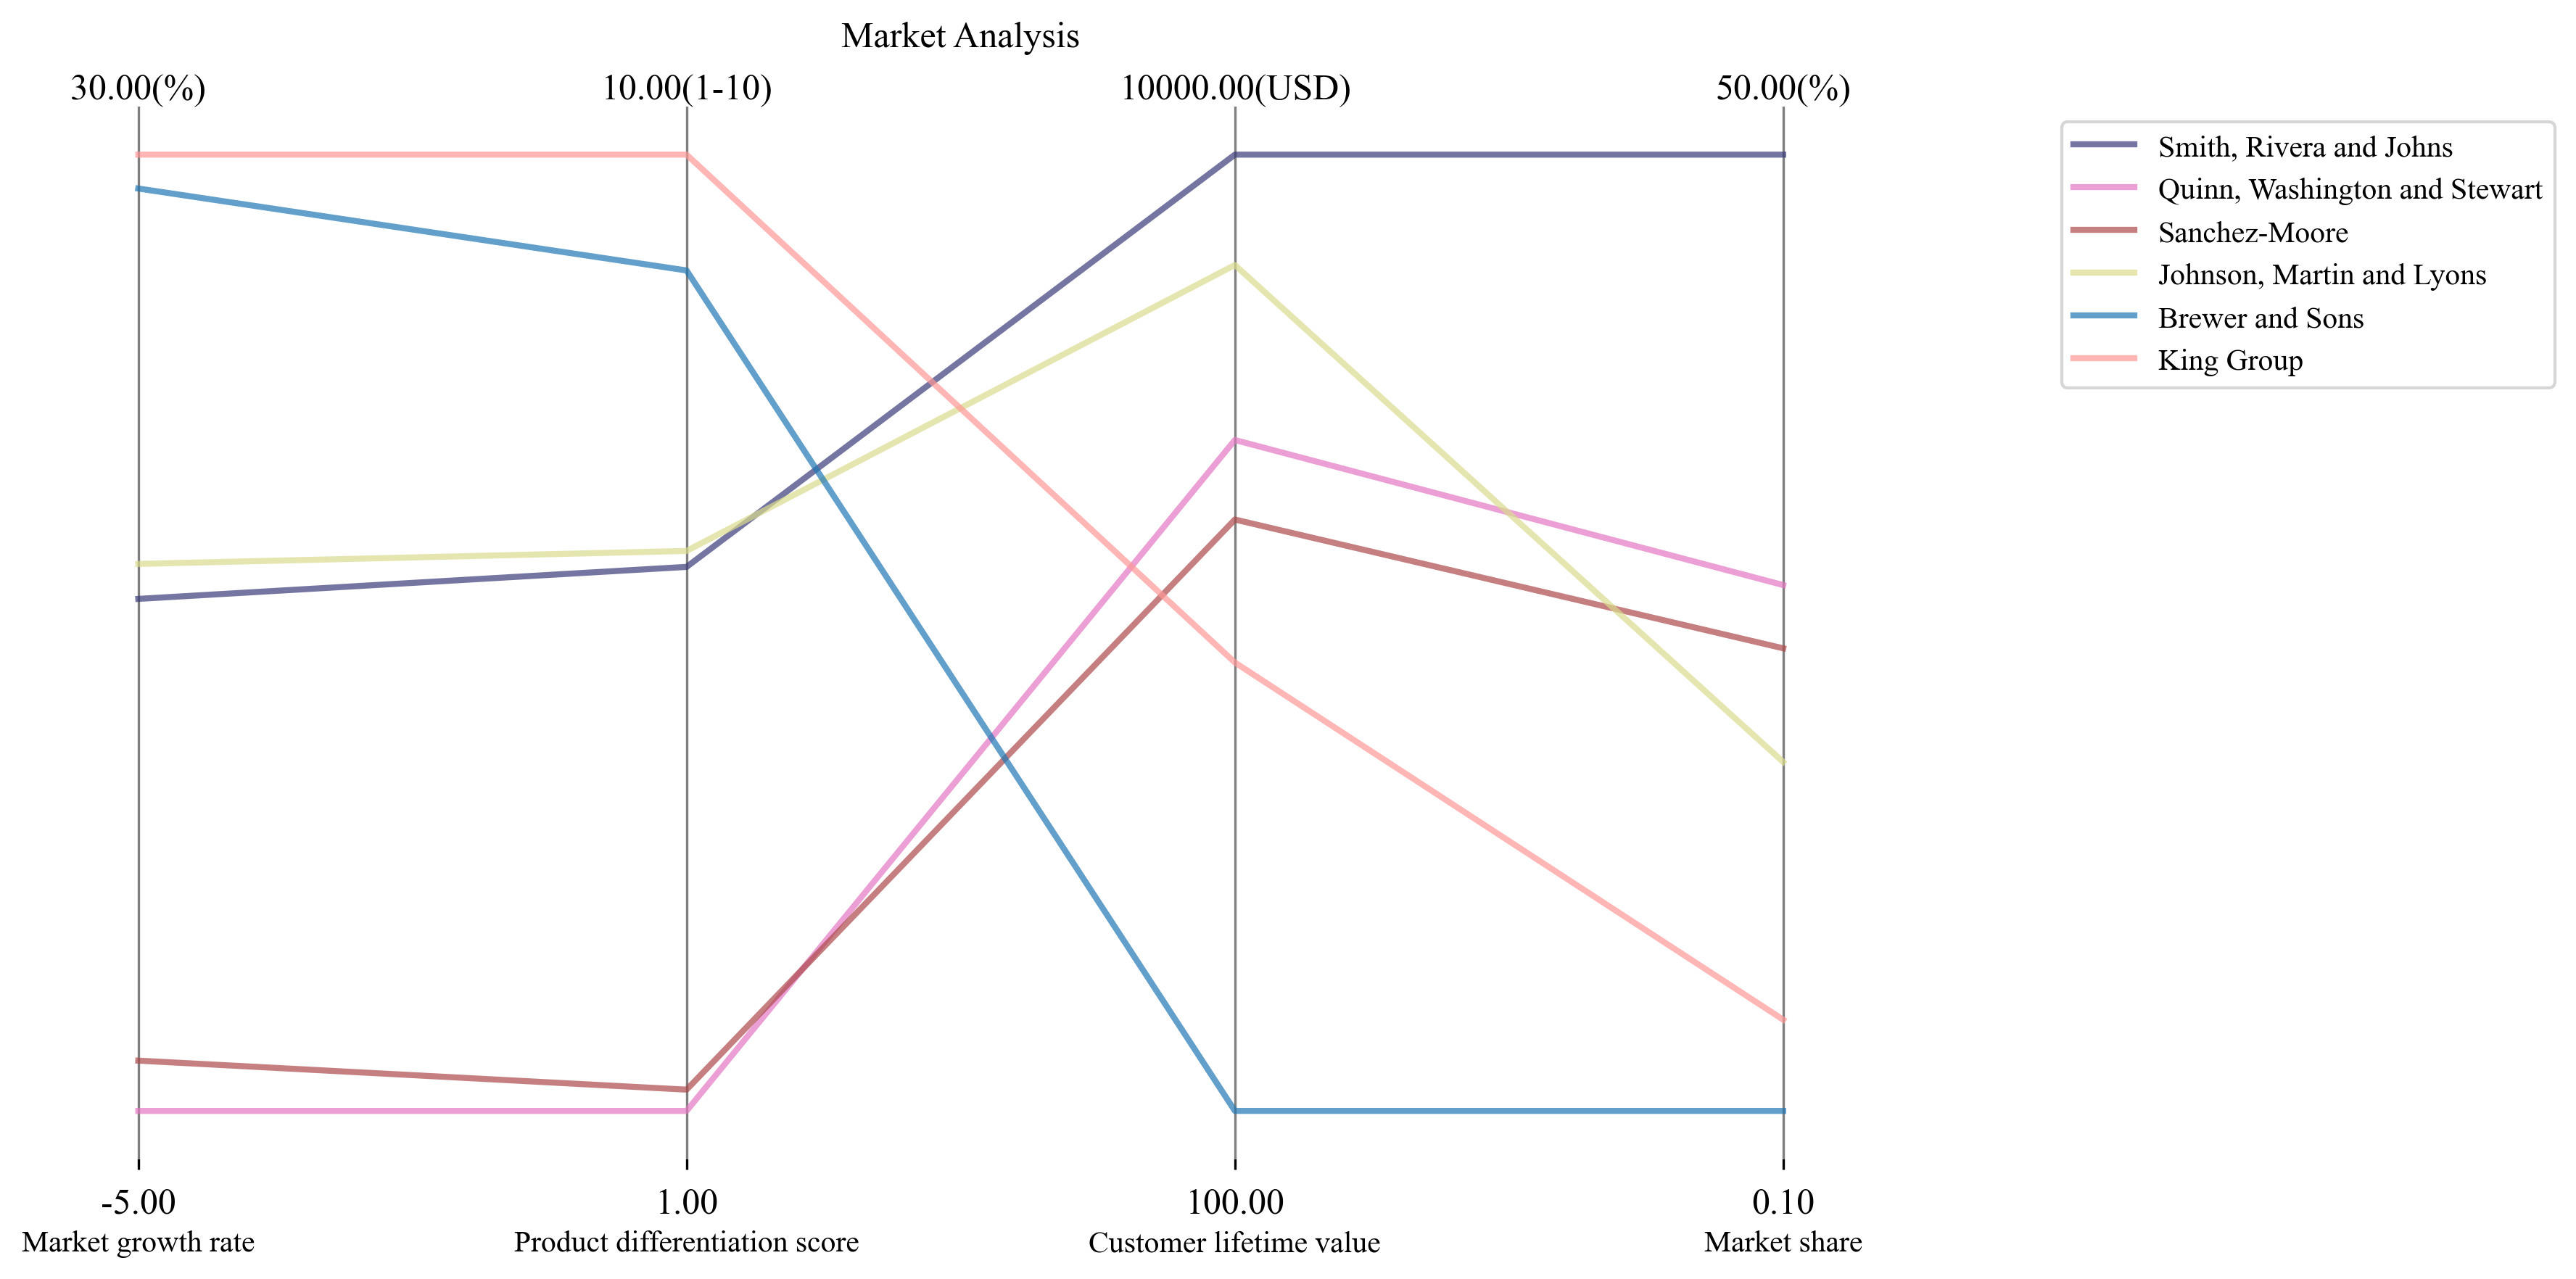 Market Analysis
30.00(%)
10.00(1-10)
10000.00(USD)
50.00(%)
Smith, Rivera and Johns
Quinn, Washington and Stewart
Sanchez-Moore
Johnson, Martin and Lyons
Brewer and Sons
King Group
-5.00
1.00
100.00
0.10
Market growth rate
Product differentiation score
Customer lifetime value
Market share